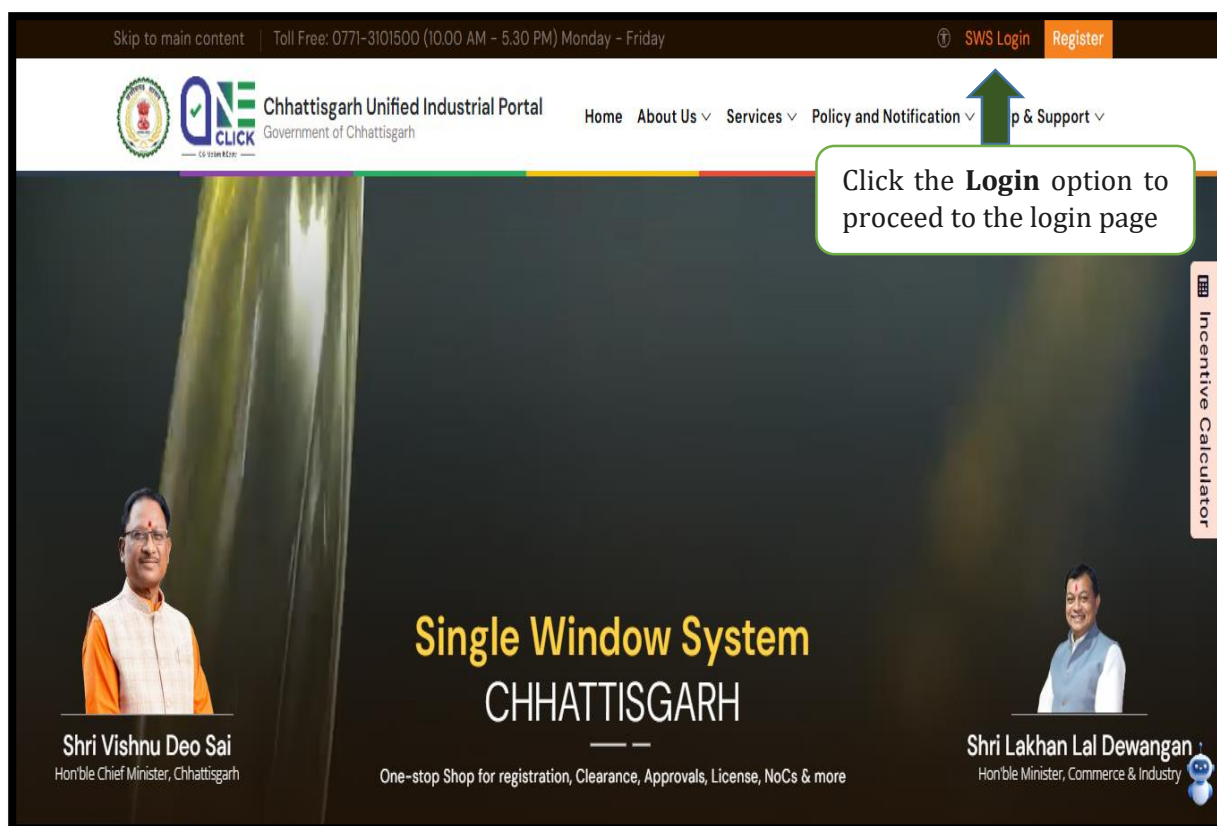 Skip to main content | Toll Free: 0771-3101500 (10.00 AM - 5.30 PM) Monday - Friday
SWS Login Register
ONE
CLICK
Chhattisgarh Unified Industrial Portal
Government of Chhattisgarh
Home About Us Services Policy and Notification p & Support
Click the Login option to
proceed to the login page
Incentive Calculator
Single Window System
CHHATTISGARH
One-stop Shop for registration, Clearance, Approvals, License, NoCs & more
Shri Vishnu Deo Sai
Hon'ble Chief Minister, Chhattisgarh
Shri Lakhan Lal Dewangan
Hon'ble Minister, Commerce & Industry